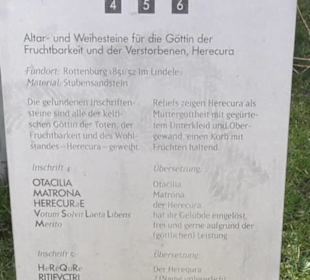 4 5 6
Altar- und Weihesteine für die Göttin der
Fruchtbarkeit und der Verstorbenen, Herecura
Fundort: Rottenburg 1851/52 Im Lindele
Material: Stubensandstein
Die gefundenen Inschriften-
steine sind alle der kelti-
schen Göttin der Toten, der
Fruchtbarkeit und des Wohl-
standes –Herecura– geweiht.
Reliefs zeigen Herecura als
Muttergottheit mit gegürte-
tem Unterkleid und Ober-
gewand, einen Korb mit
Früchten haltend.
Inschrift 4
OTACILIA
MATRONA
HERECURaE
Votum Solvit Laeta Libens
Merito
Übersetzung:
Otacilia
Matrona
der Herecura
hat ihr Gelübde eingelöst,
frei und gerne aufgrund der
(göttlichen) Leistung
Inschrift 5
HeReQuRe
Übersetzung:
Der Herequra